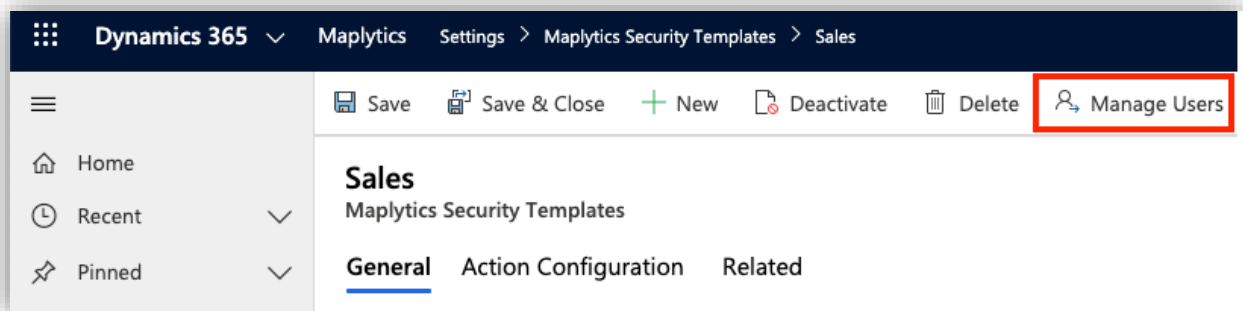 Dynamics 365 Maplytics Settings > Maplytics Security Templates > Sales
Save Save & Close New Deactivate Delete Manage Users
Home
Recent
Pinned
Sales
Maplytics Security Templates
General Action Configuration Related